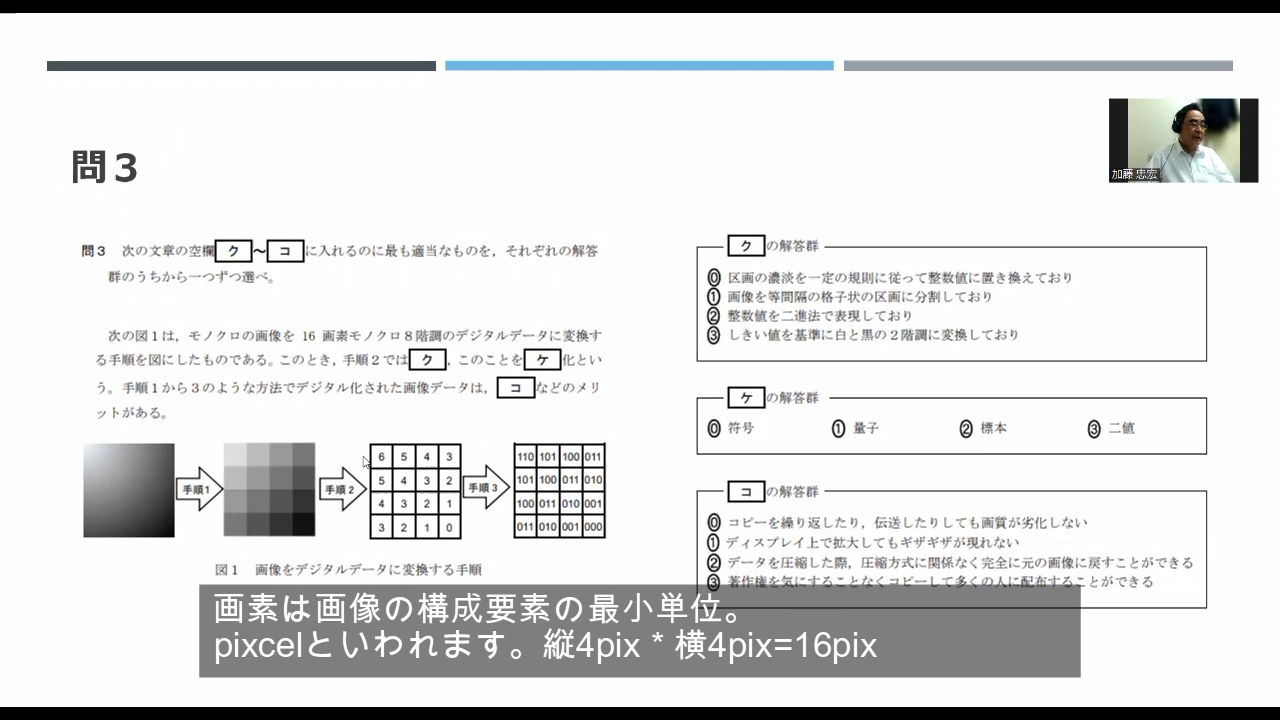 問３
加藤 忠宏
問３　次の文章の空欄 ク ～ コ に入れるのに最も適当なものを，それぞれの解答
群のうちから一つずつ選べ。
次の図１は，モノクロの画像を 16 画素モノクロ８階調のデジタルデータに変換す
る手順を図にしたものである。このとき，手順２では ク ，このことを ケ 化とい
う。手順１から３のような方法でデジタル化された画像データは， コ などのメリ
ットがある。
手順1
手順２
手順３
6 5 4 3
5 4 3 2
4 3 2 1
3 2 1 0
110 101 100 011
101 100 011 010
100 011 010 001
011 010 001 000
図１　画像をデジタルデータに変換する手順
ク の解答群
⓪ 区画の濃淡を一定の規則に従って整数値に置き換えており
① 画像を等間隔の格子状の区画に分割しており
② 整数値を二進法で表現しており
③ しきい値を基準に白と黒の２階調に変換しており
ケ の解答群
⓪ 符号　① 量子　② 標本　③ 二値
コ の解答群
⓪ コピーを繰り返したり，伝送したりしても画質が劣化しない
① ディスプレイ上で拡大してもギザギザが現れない
② データを圧縮した際，圧縮方式に関係なく完全に元の画像に戻すことができる
③ 著作権を気にすることなくコピーして多くの人に配布することができる
画素は画像の構成要素の最小単位。
pixcelといわれます。縦4pix * 横4pix=16pix